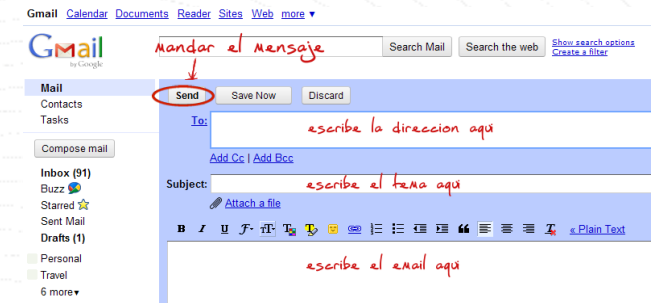 Gmail Calendar Documents Reader Sites Web more ▼
Gmail
by Google
mandar el mensaje
Search Mail Search the web Show search options
Create a filter
Mail
Contacts
Tasks
Compose mail
Inbox (91)
Buzz
Starred
Sent Mail
Drafts (1)
Personal
Travel
6 more▼
Send Save Now Discard
To: escribe la direccion aqui
Add Cc | Add Bcc
Subject: escribe el tema aqui
Attach a file
B I U F T T T « Plain Text
escribe el email aqui